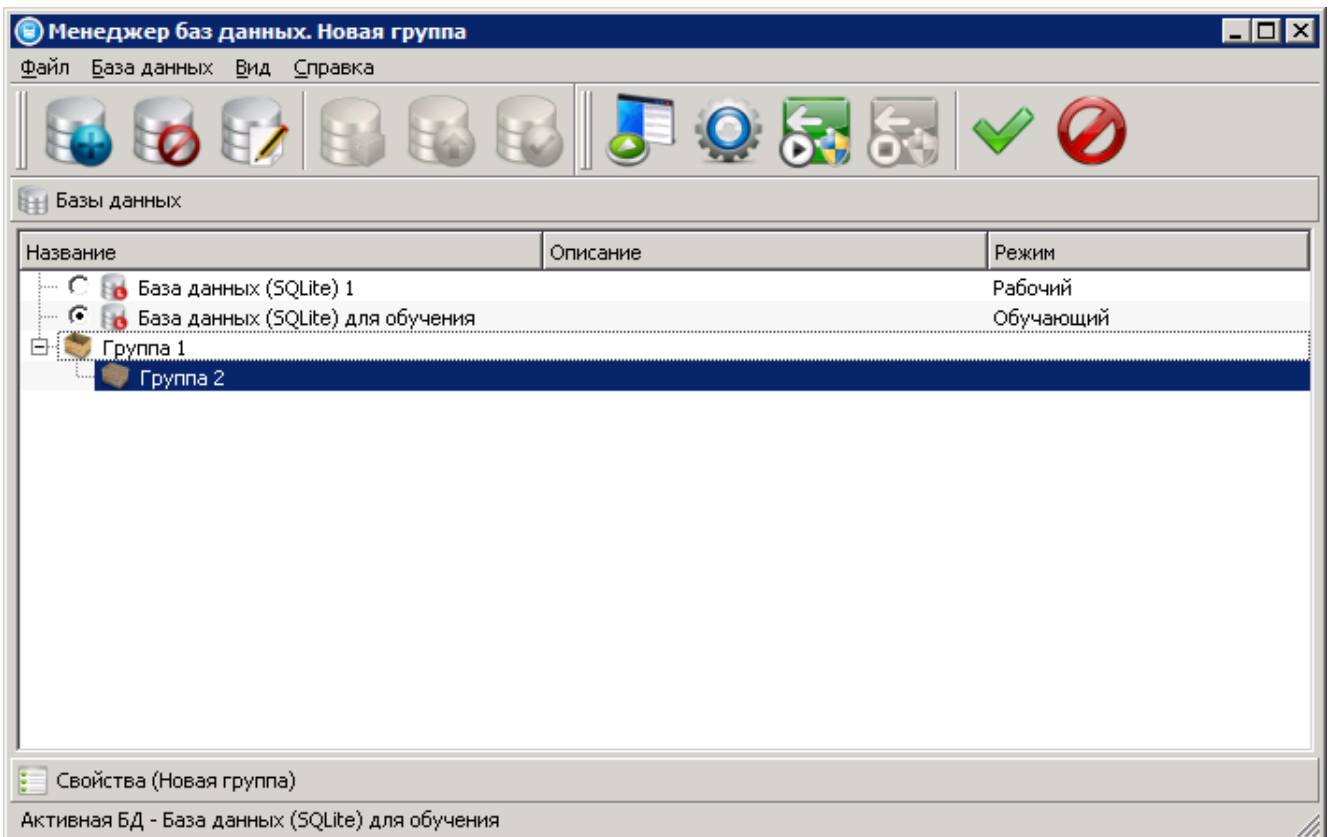 Менеджер баз данных. Новая группа
Файл База данных Вид Справка
Базы данных
Название Описание Режим
База данных (SQLite) 1 Рабочий
База данных (SQLite) для обучения Обучающий
Группа 1
Группа 2
Свойства (Новая группа)
Активная БД - База данных (SQLite) для обучения